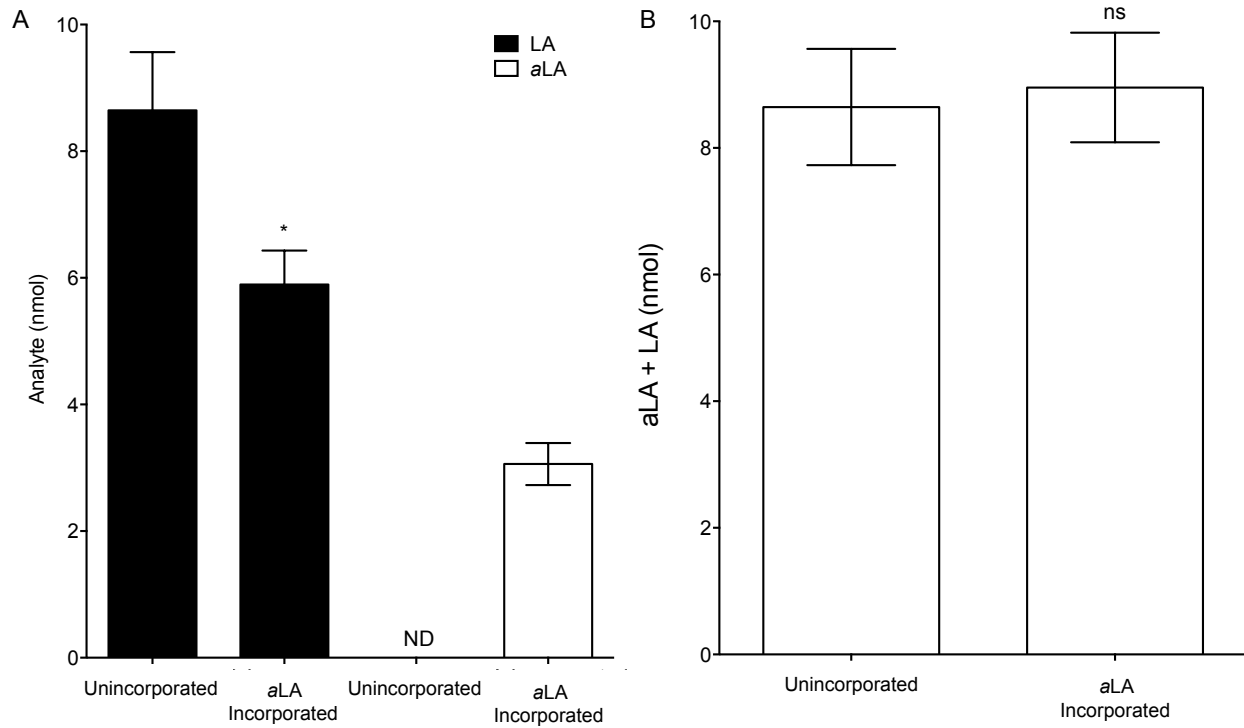 A
10
8
6
4
2
0
Analyte (nmol)
LA
aLA
*
ND
Unincorporated
aLA
Incorporated
Unincorporated
aLA
Incorporated
B
10
8
6
4
2
0
aLA + LA (nmol)
ns
Unincorporated
aLA
Incorporated